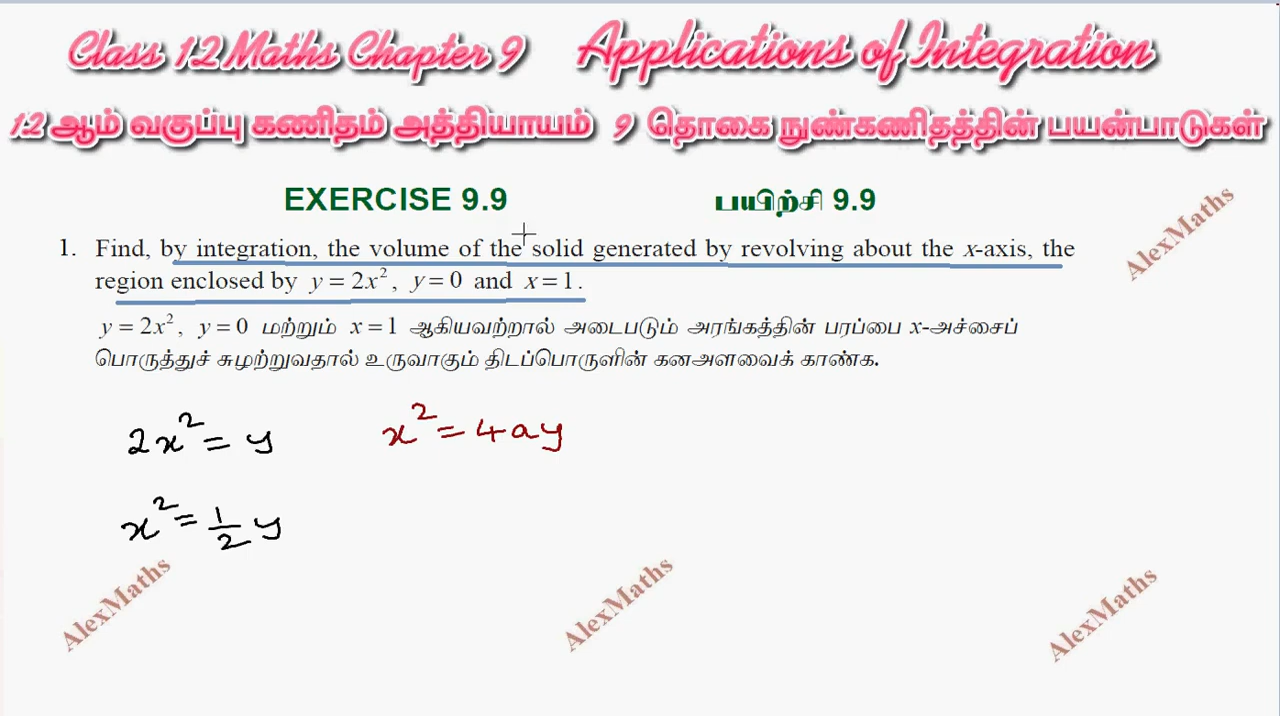 Class 12 Maths Chapter 9 Applications of Integration
12 ஆம் வகுப்பு கணிதம் அத்தியாயம் 9 தொகை நுண்கணிதத்தின் பயன்பாடுகள்
EXERCISE 9.9 பயிற்சி 9.9
1. Find, by integration, the volume of the solid generated by revolving about the x-axis, the
region enclosed by y = 2x², y = 0 and x = 1.
y = 2x², y = 0 மற்றும் x = 1 ஆகியவற்றால் அடைபடும் அரங்கத்தின் பரப்பை x-அச்சைப்
பொருத்துச் சுழற்றுவதால் உருவாகும் திடப்பொருளின் கனஅளவைக் காண்க.
2x² = y x² = 4ay
x² = 1/2 y
AlexMaths
AlexMaths
AlexMaths
AlexMaths